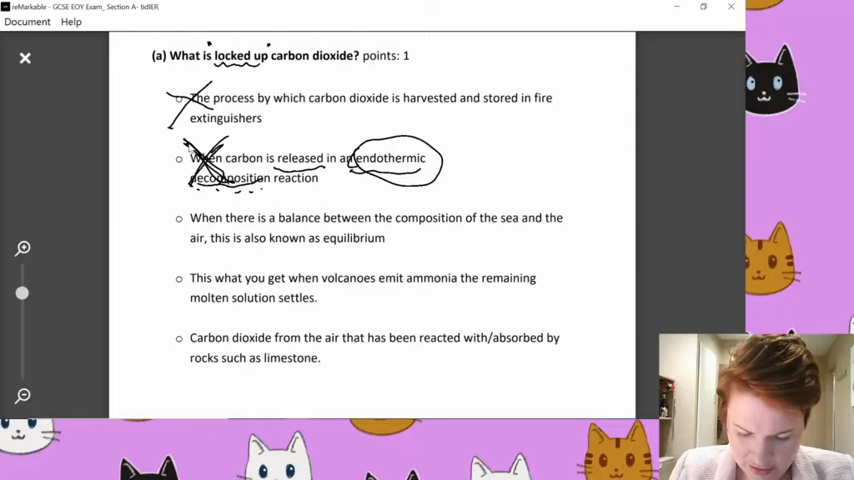 reMarkable - GCSE EOY Exam_ Section A- tidIER
Document Help
(a) What is locked up carbon dioxide? points: 1
The process by which carbon dioxide is harvested and stored in fire
extinguishers
When carbon is released in an endothermic
decomposition reaction
When there is a balance between the composition of the sea and the
air, this is also known as equilibrium
This what you get when volcanoes emit ammonia the remaining
molten solution settles.
Carbon dioxide from the air that has been reacted with/absorbed by
rocks such as limestone.